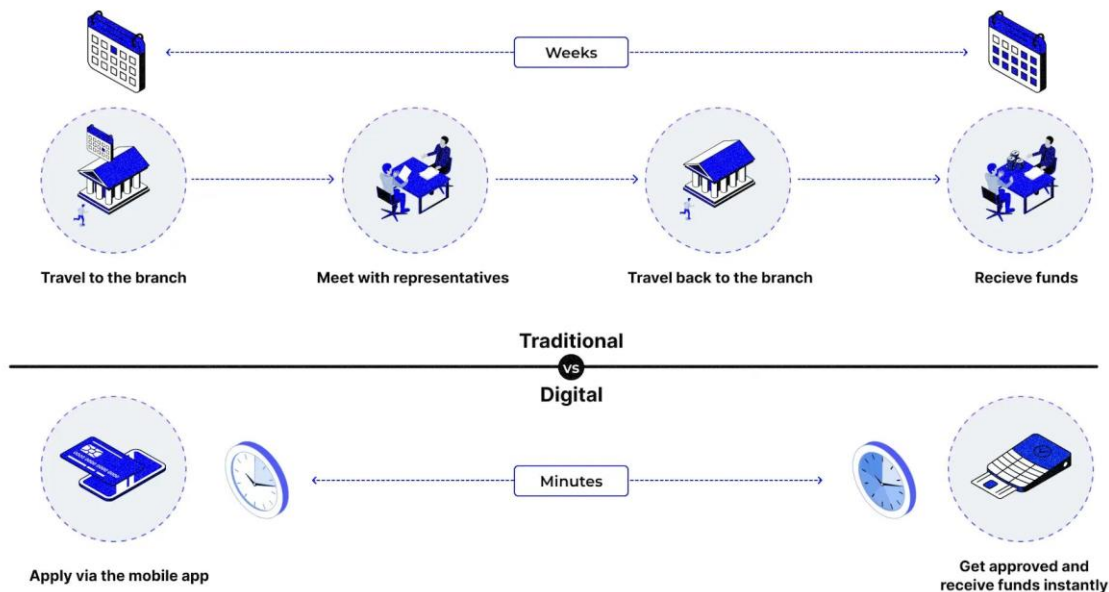 Weeks
Travel to the branch
Meet with representatives
Travel back to the branch
Recieve funds
Traditional
VS
Digital
Minutes
Apply via the mobile app
Get approved and
receive funds instantly